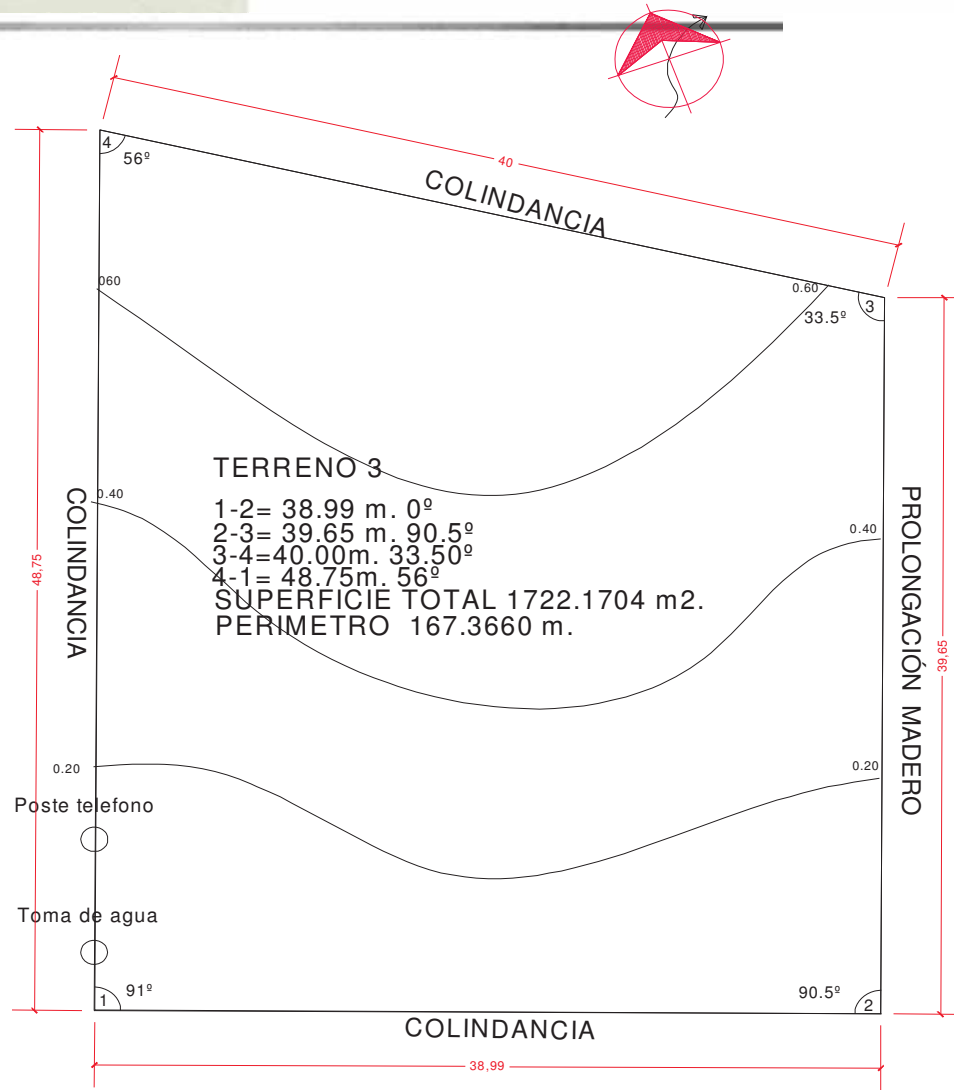 40
COLINDANCIA
4
56º
060
0.60
3
33.5º
TERRENO 3
1-2= 38.99 m. 0º
2-3= 39.65 m. 90.5º
3-4=40.00m. 33.50º
4-1= 48.75m. 56º
SUPERFICIE TOTAL 1722.1704 m2.
PERIMETRO 167.3660 m.
COLINDANCIA
48,75
0.40
0.40
PROLONGACIÓN MADERO
39,65
0.20
0.20
Poste telefono
Toma de agua
1
91º
90.5º
2
COLINDANCIA
38,99